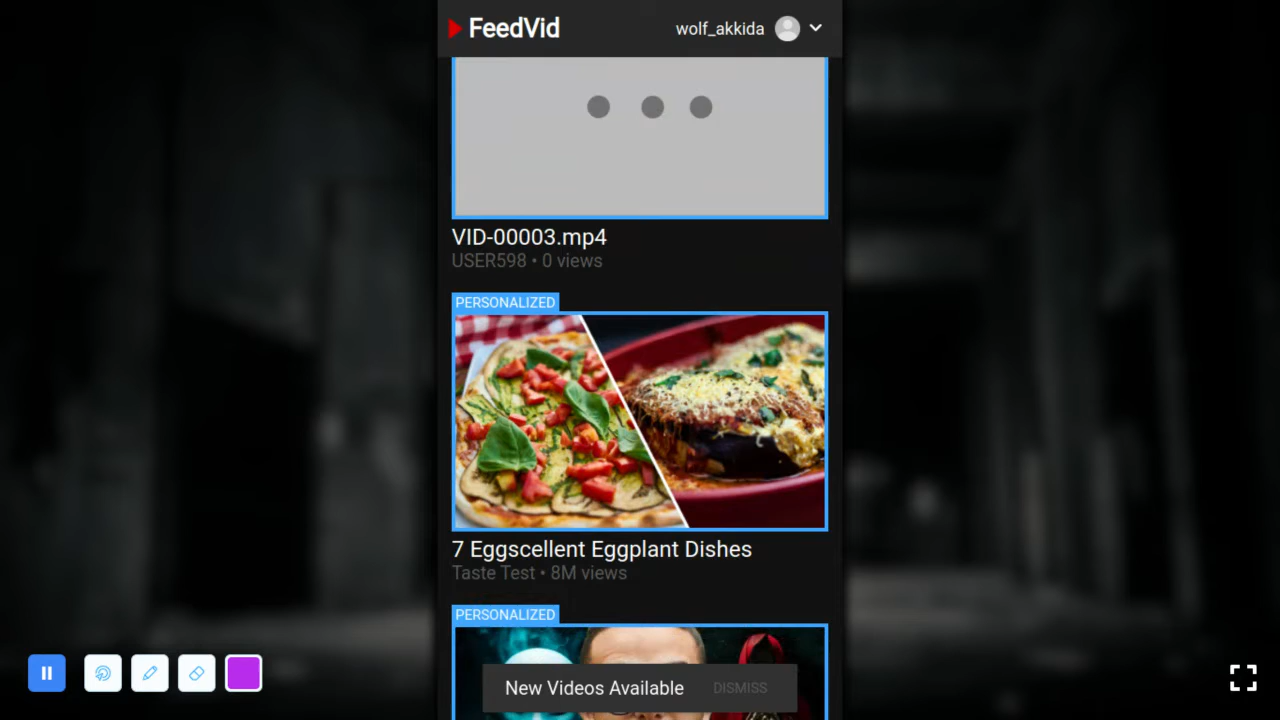 FeedVid
wolf_akkida
VID-00003.mp4
USER598 • 0 views
PERSONALIZED
7 Eggscellent Eggplant Dishes
Taste Test • 8M views
PERSONALIZED
New Videos Available
DISMISS